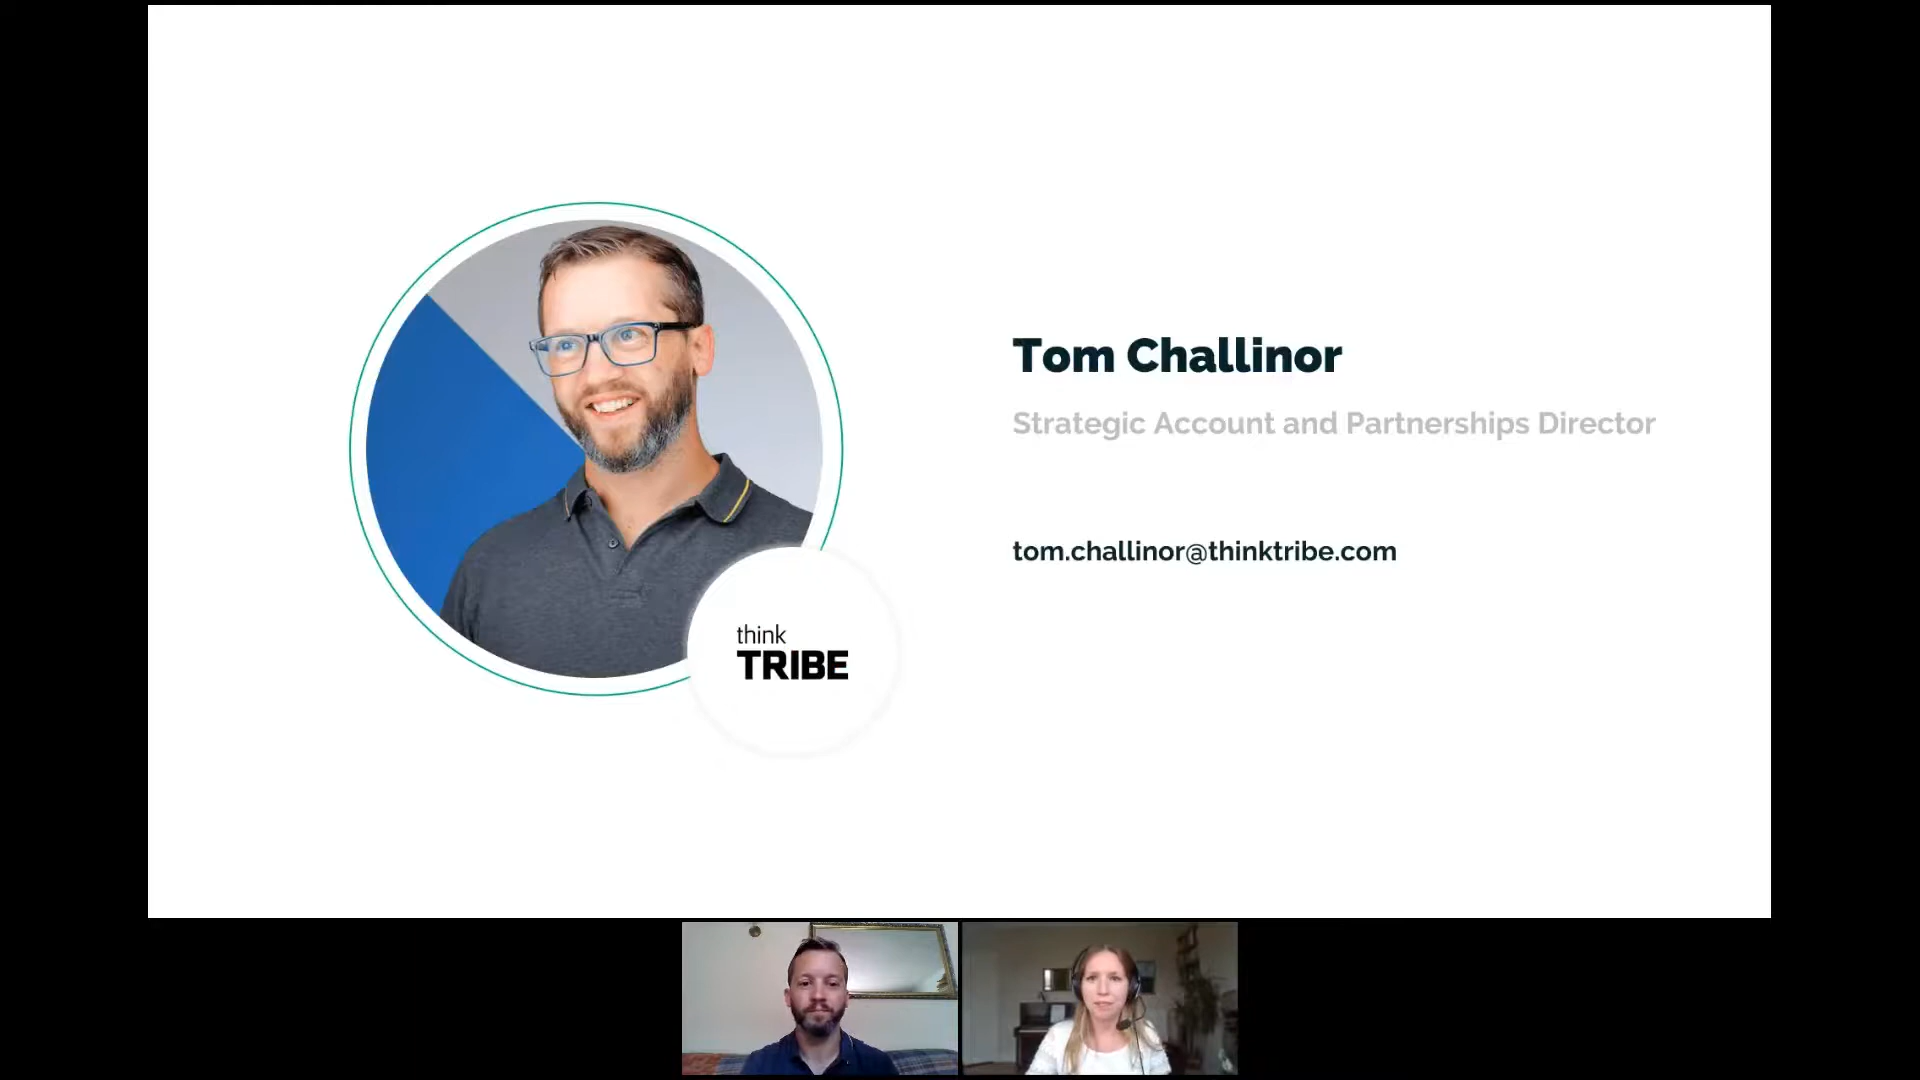 Tom Challinor
Strategic Account and Partnerships Director
tom.challinor@thinktribe.com
think
TRIBE